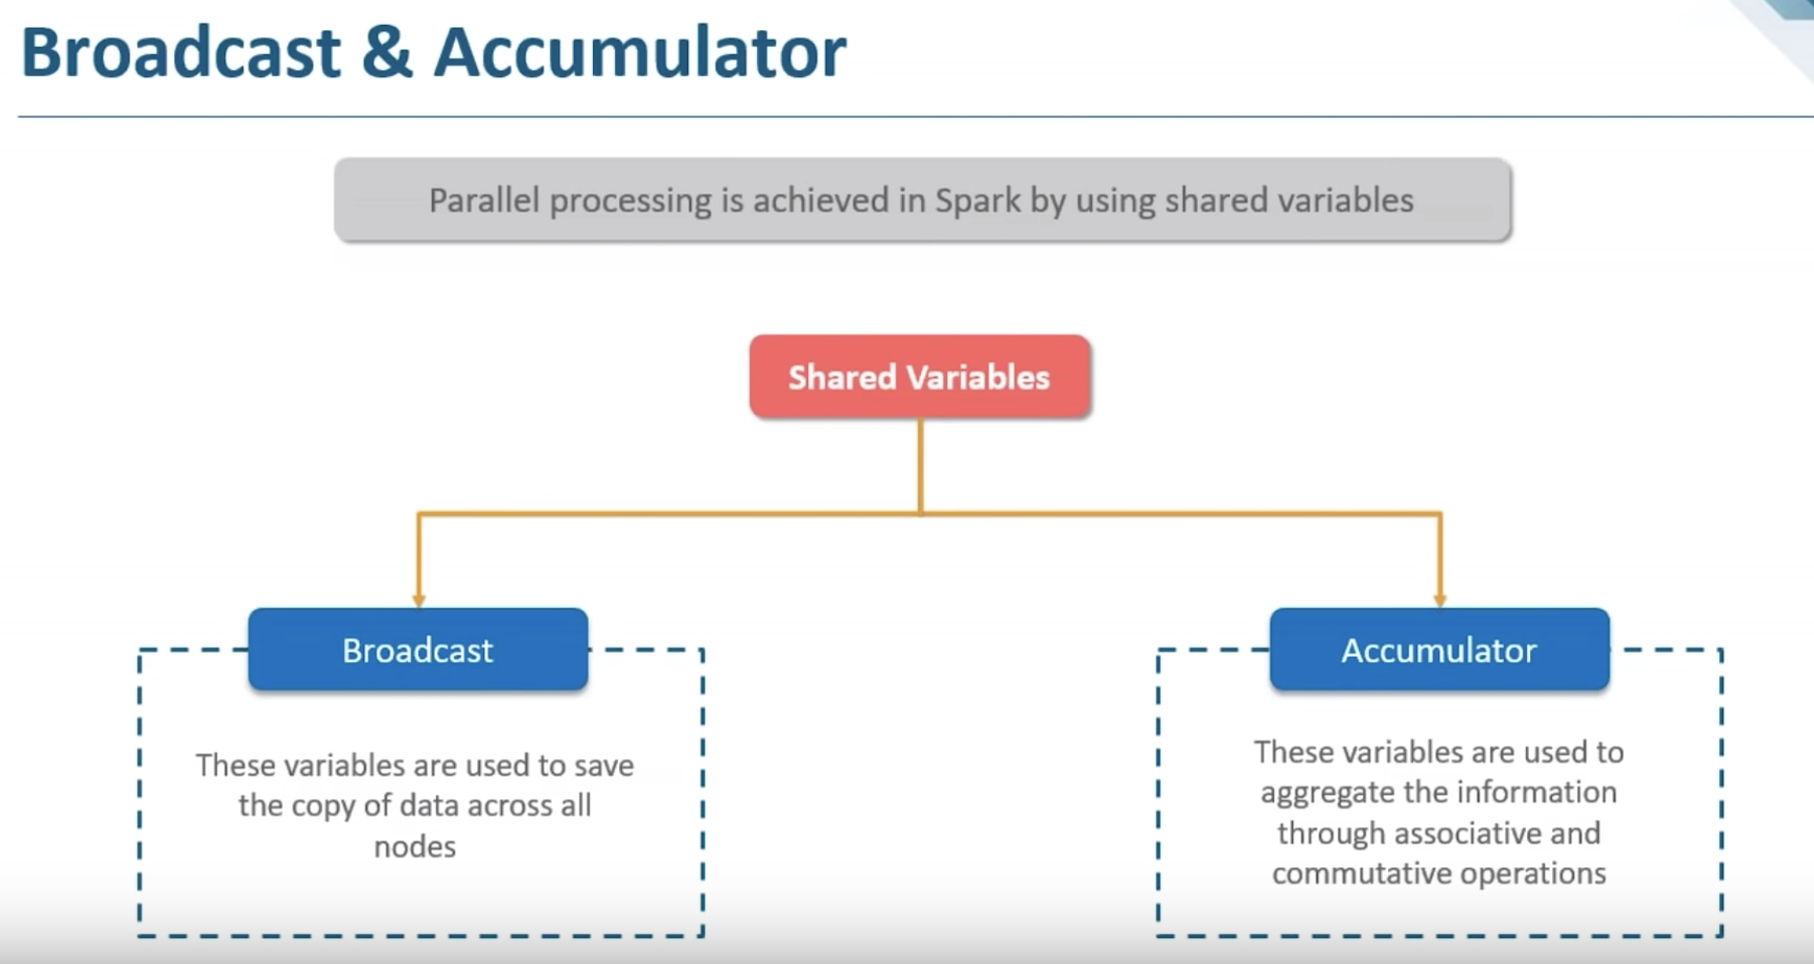 Broadcast & Accumulator
Parallel processing is achieved in Spark by using shared variables
Shared Variables
Broadcast
These variables are used to save
the copy of data across all
nodes
Accumulator
These variables are used to
aggregate the information
through associative and
commutative operations